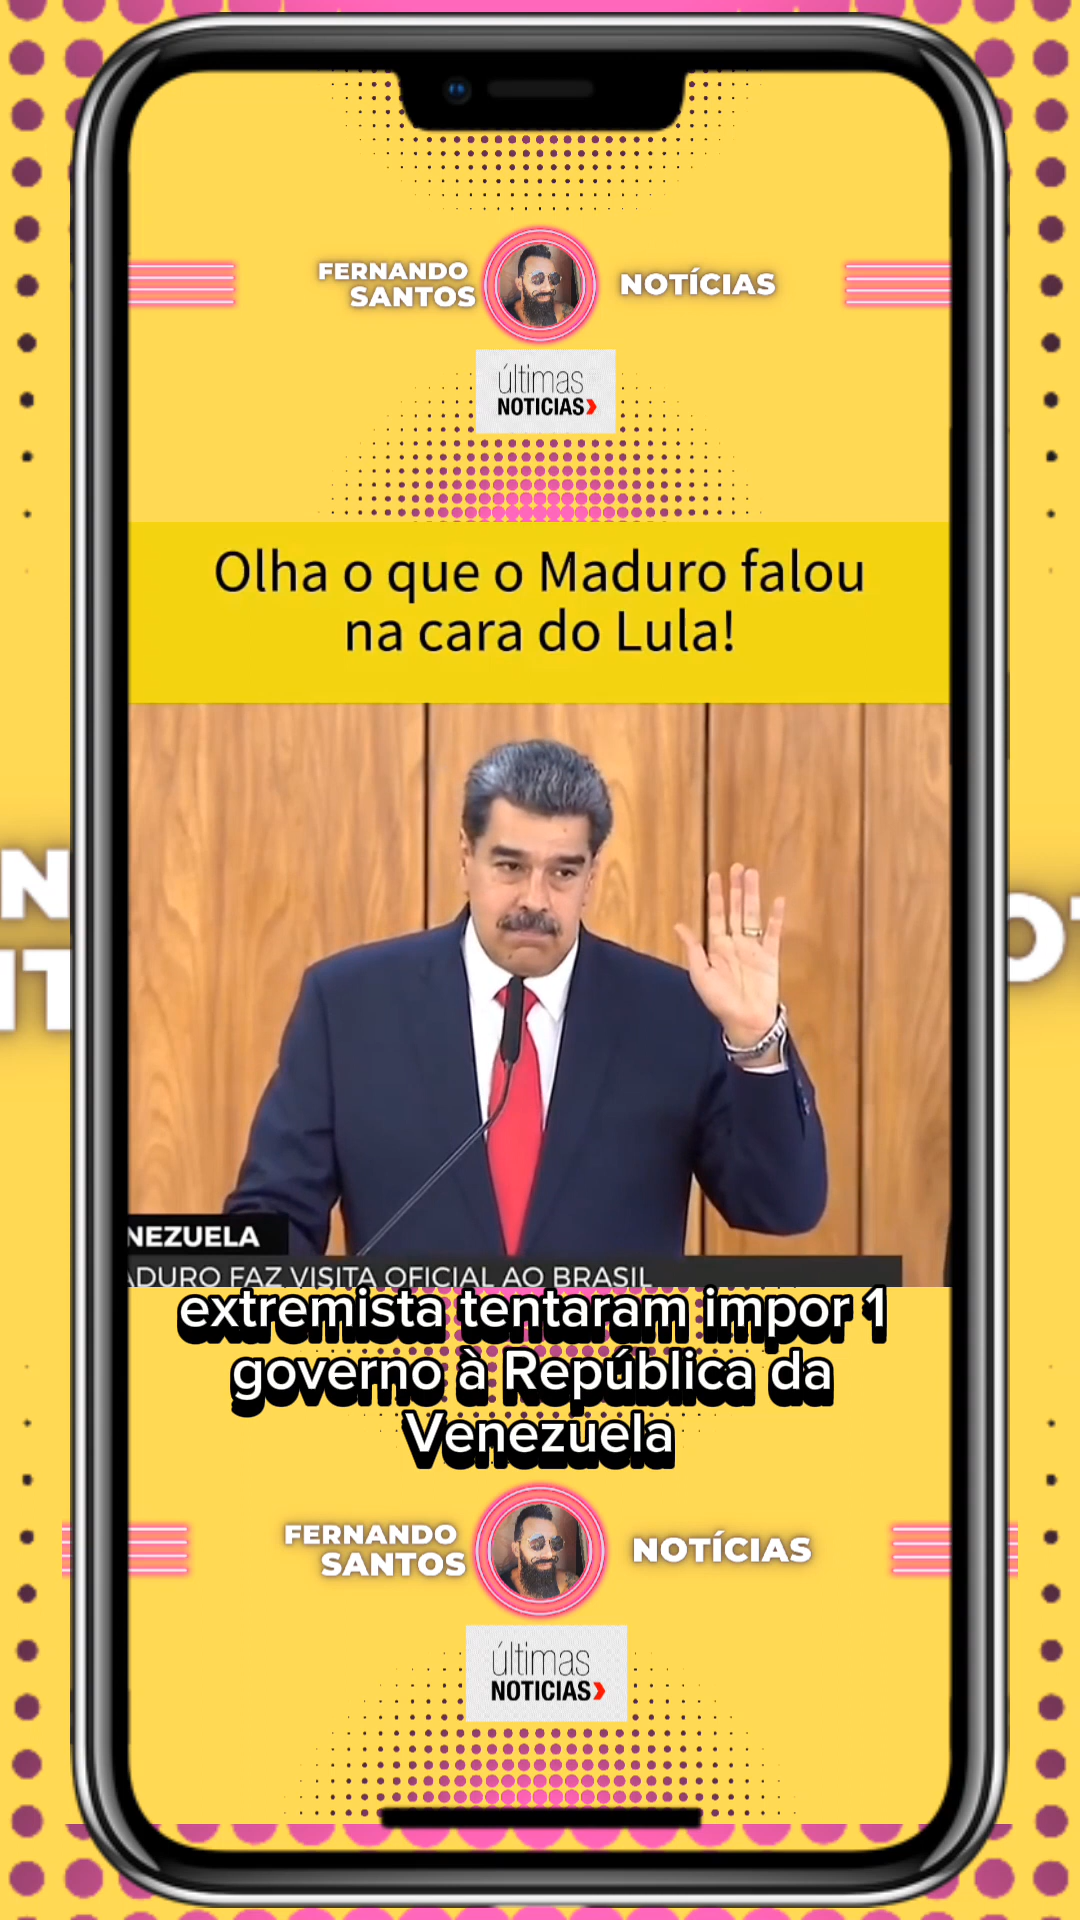 FERNANDO
SANTOS
NOTÍCIAS
últimas
NOTICIAS
Olha o que o Maduro falou
na cara do Lula!
NEZUELA
ADURO FAZ VISITA OFICIAL AO BRASIL
extremista tentaram impor 1
governo à República da
Venezuela
FERNANDO
SANTOS
NOTÍCIAS
últimas
NOTICIAS